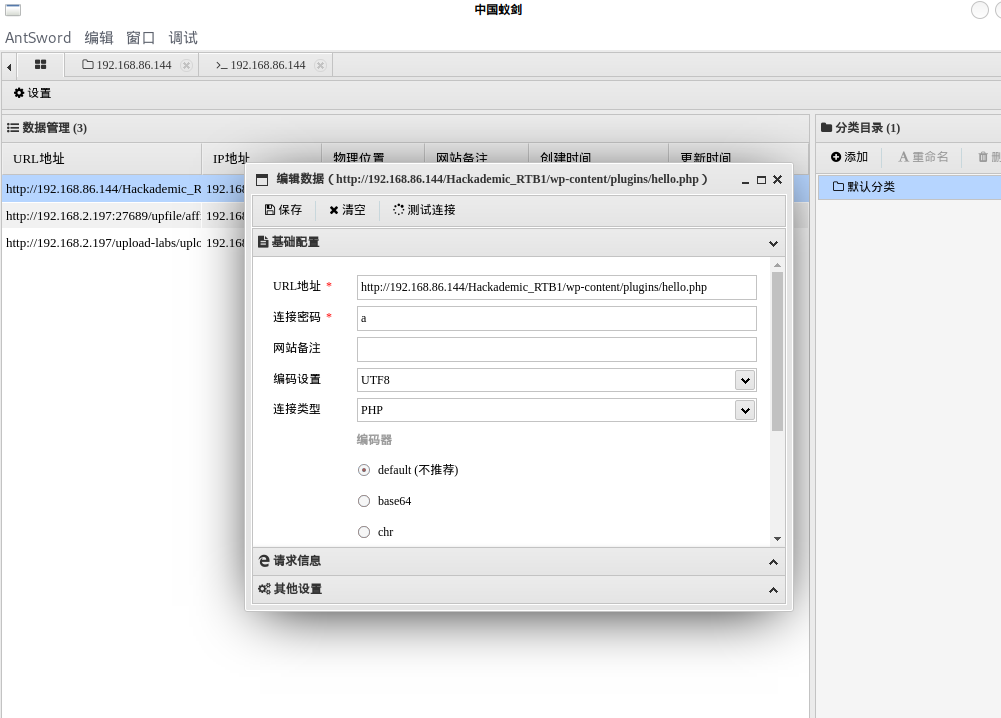 中国蚁剑
AntSword 编辑 窗口 调试
192.168.86.144 >_ 192.168.86.144
设置
数据管理 (3)
分类目录 (1)
URL地址 IP地址 物理位置 网站备注 创建时间 更新时间
添加 重命名
http://192.168.86.144/Hackademic_R 192.168
默认分类
http://192.168.2.197:27689/upfile/aff 192.168
http://192.168.2.197/upload-labs/uplo 192.168
编辑数据 ( http://192.168.86.144/Hackademic_RTB1/wp-content/plugins/hello.php )
保存 清空 测试连接
基础配置
URL地址 * http://192.168.86.144/Hackademic_RTB1/wp-content/plugins/hello.php
连接密码 * a
网站备注
编码设置 UTF8
连接类型 PHP
编码器
default (不推荐)
base64
chr
请求信息
其他设置